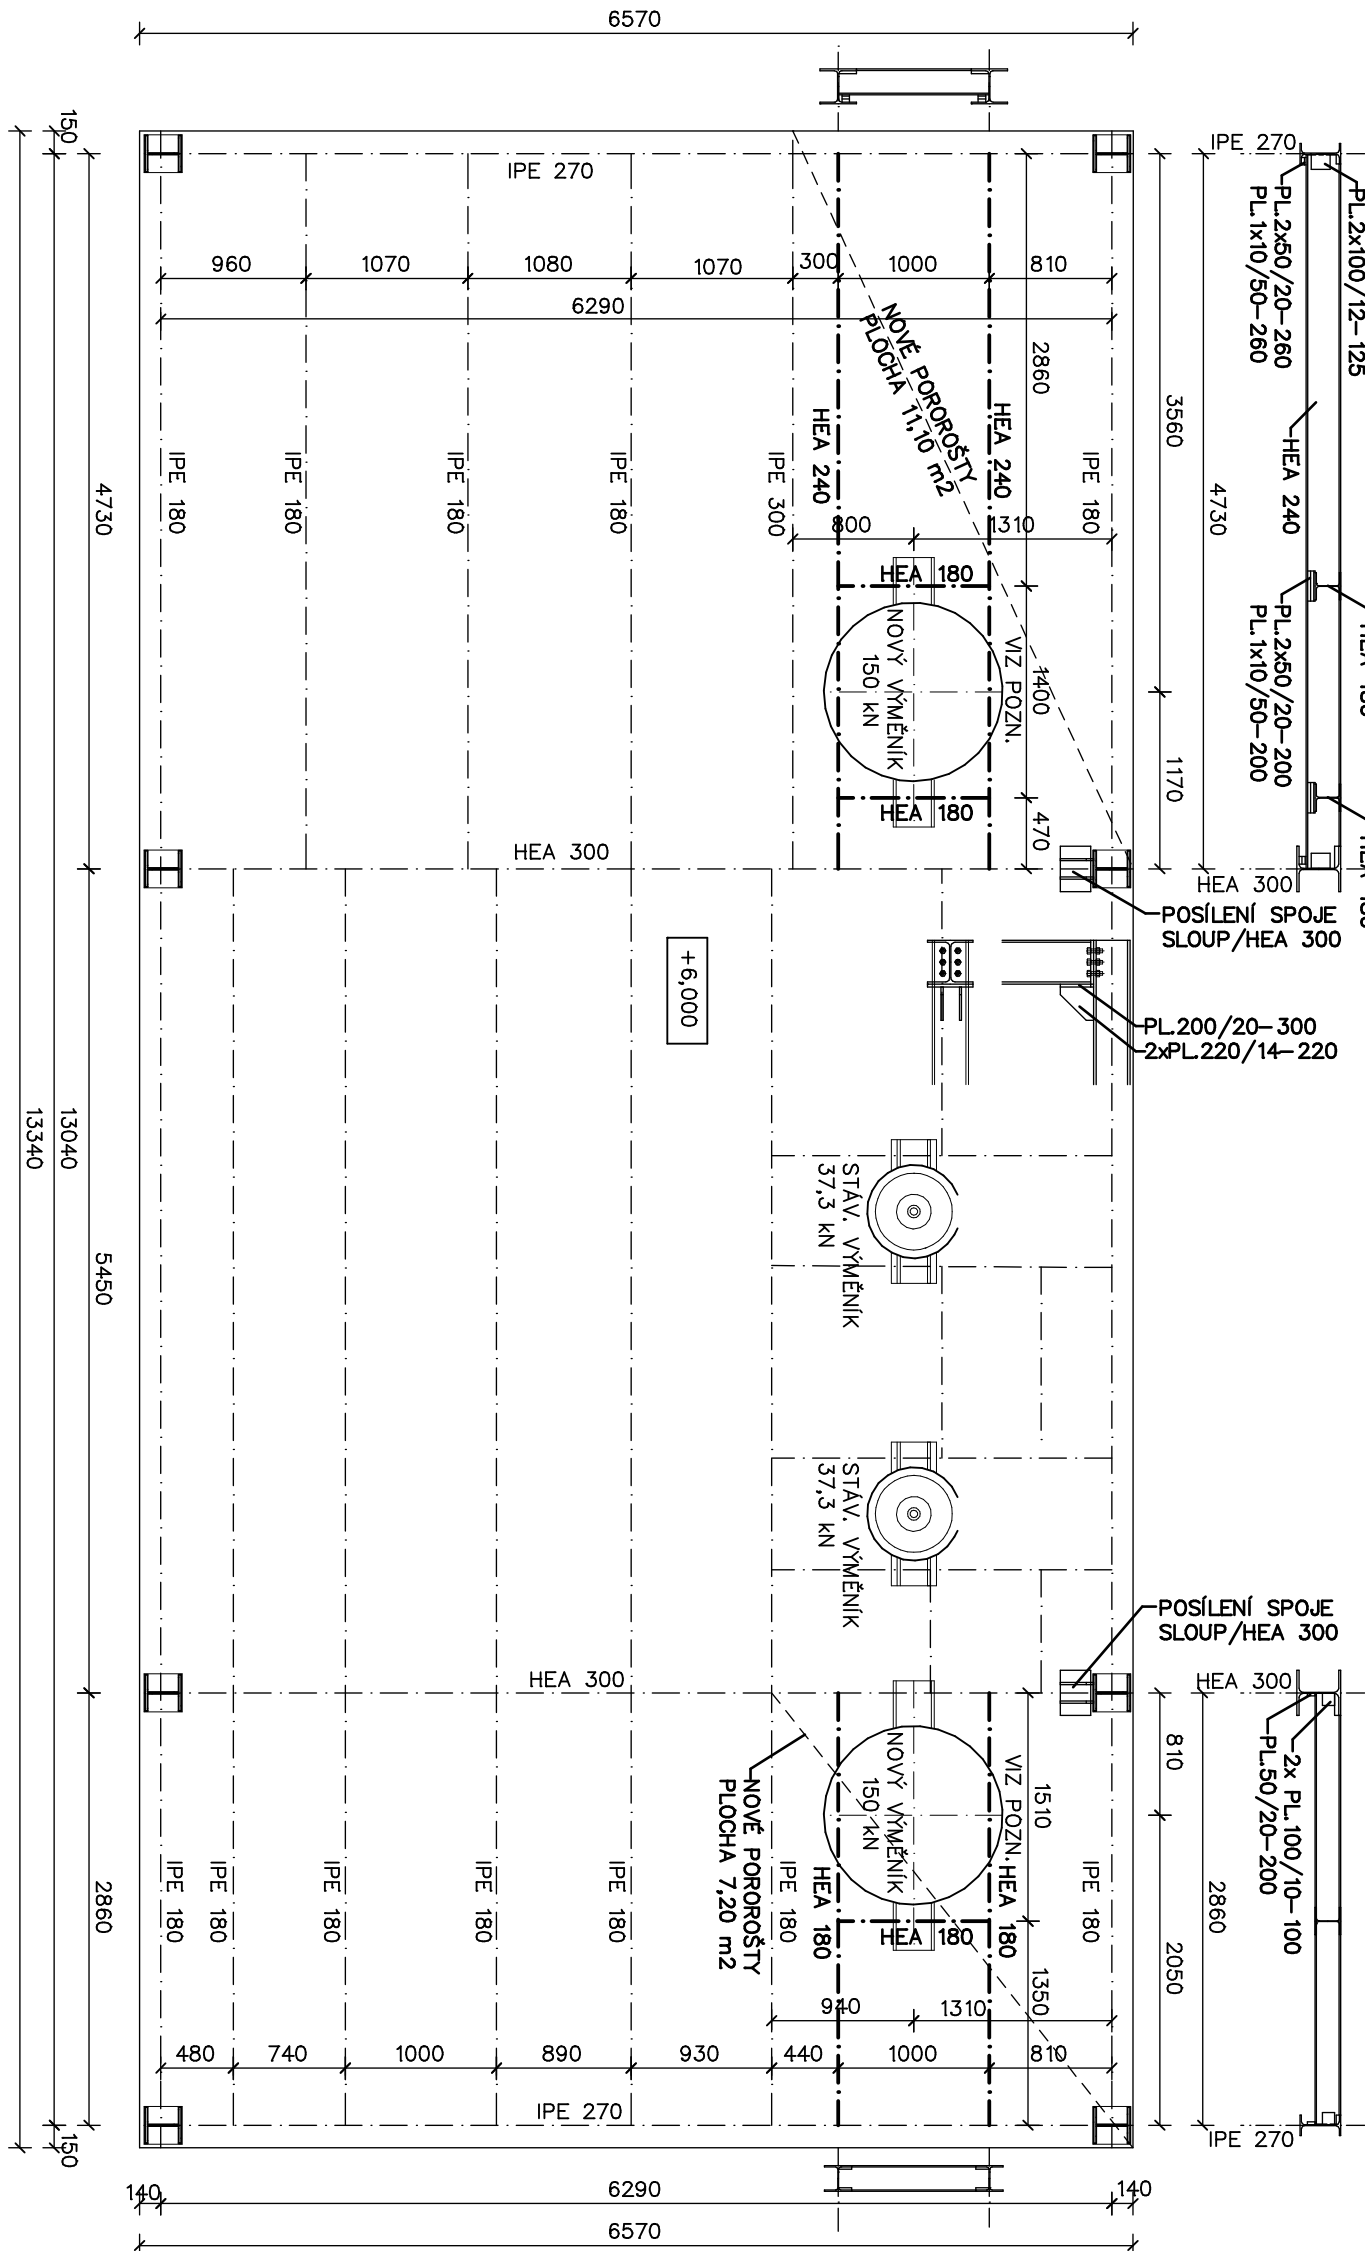 6570
150
IPE 270
IPE 270
PL.2x100/12-125
PL.2x50/20-260
PL.1x10/50-260
960
1070
1080
1070
300
1000
810
6290
NOVÉ POROROŠTY
PLOCHA 11,10 m2
2860
3560
4730
HEA 240
HEA 240
HEA 240
4730
IPE 180
IPE 180
IPE 180
IPE 180
IPE 300
IPE 180
800
1310
HEA 180
NOVÝ VÝMĚNÍK
150 kN
VIZ POZN.
1400
1170
PL.2x50/20-200
PL.1x10/50-200
HEA 180
470
HEA 300
HEA 300
POSÍLENÍ SPOJE
SLOUP/HEA 300
+6,000
PL.200/20-300
2xPL.220/14-220
13340
13040
5450
STÁV. VÝMĚNÍK
37,3 kN
STÁV. VÝMĚNÍK
37,3 kN
POSÍLENÍ SPOJE
SLOUP/HEA 300
HEA 300
HEA 300
810
2x PL.100/10-100
PL.50/20-200
NOVÝ VÝMĚNÍK
150 kN
VIZ POZN.
1510
NOVÉ POROROŠTY
PLOCHA 7,20 m2
2860
IPE 180
IPE 180
IPE 180
IPE 180
IPE 180
IPE 180
HEA 180
HEA 180
HEA 180
IPE 180
1350
2860
2050
940
1310
480
740
1000
890
930
440
1000
810
IPE 270
IPE 270
150
140
6290
140
6570